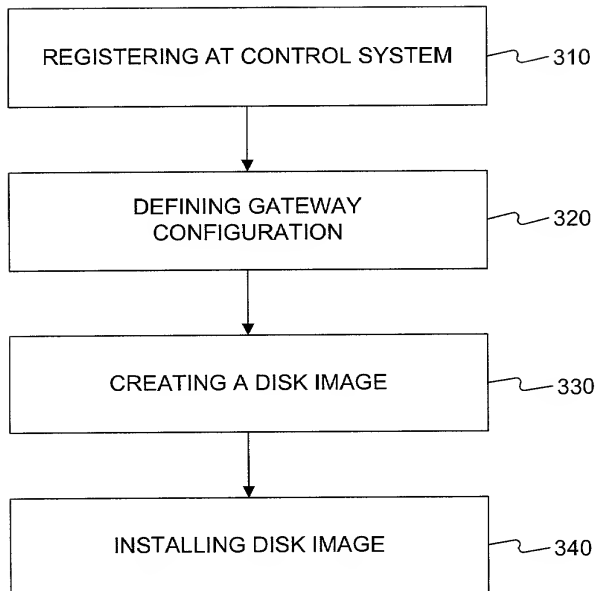 REGISTERING AT CONTROL SYSTEM
310
DEFINING GATEWAY
CONFIGURATION
320
CREATING A DISK IMAGE
330
INSTALLING DISK IMAGE
340